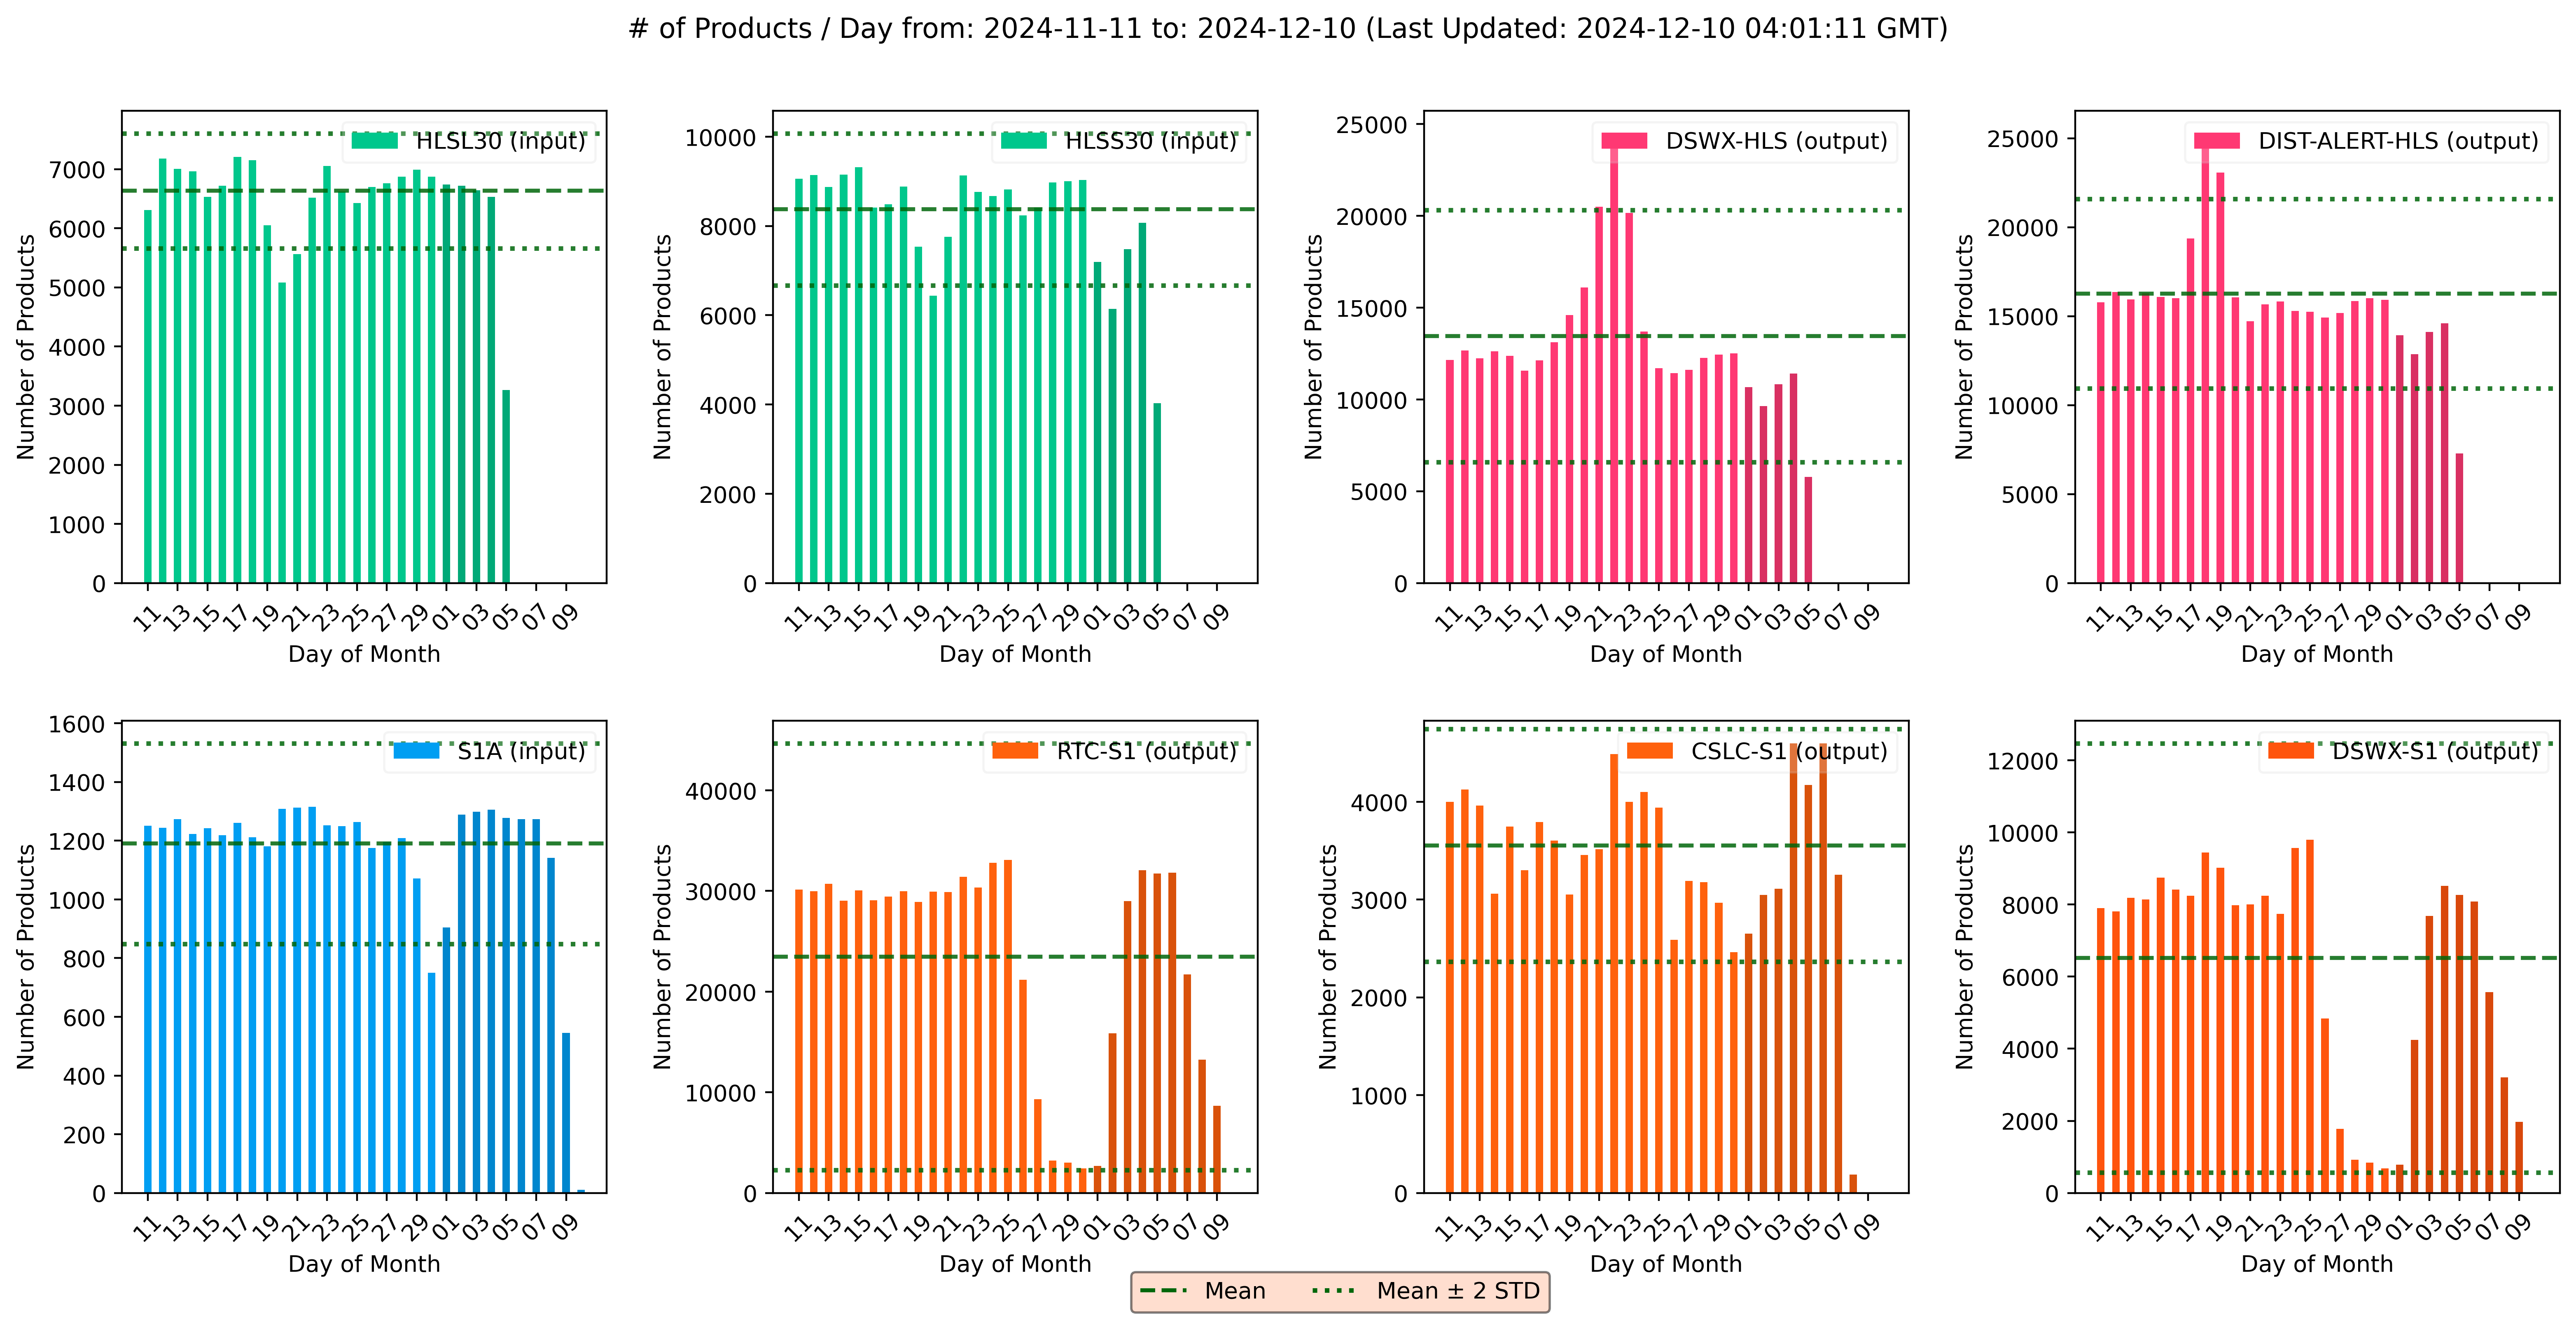 # of Products / Day from: 2024-11-11 to: 2024-12-10 (Last Updated: 2024-12-10 04:01:11 GMT)
HLSL30 (input)
Number of Products
7000
6000
5000
4000
3000
2000
1000
0
11 13 15 17 19 21 23 25 27 29 01 03 05 07 09
Day of Month
HLSS30 (input)
Number of Products
10000
8000
6000
4000
2000
0
11 13 15 17 19 21 23 25 27 29 01 03 05 07 09
Day of Month
DSWX-HLS (output)
Number of Products
25000
20000
15000
10000
5000
0
11 13 15 17 19 21 23 25 27 29 01 03 05 07 09
Day of Month
DIST-ALERT-HLS (output)
Number of Products
25000
20000
15000
10000
5000
0
11 13 15 17 19 21 23 25 27 29 01 03 05 07 09
Day of Month
S1A (input)
Number of Products
1600
1400
1200
1000
800
600
400
200
0
11 13 15 17 19 21 23 25 27 29 01 03 05 07 09
Day of Month
RTC-S1 (output)
Number of Products
40000
30000
20000
10000
0
11 13 15 17 19 21 23 25 27 29 01 03 05 07 09
Day of Month
CSLC-S1 (output)
Number of Products
4000
3000
2000
1000
0
11 13 15 17 19 21 23 25 27 29 01 03 05 07 09
Day of Month
DSWX-S1 (output)
Number of Products
12000
10000
8000
6000
4000
2000
0
11 13 15 17 19 21 23 25 27 29 01 03 05 07 09
Day of Month
Mean Mean ± 2 STD